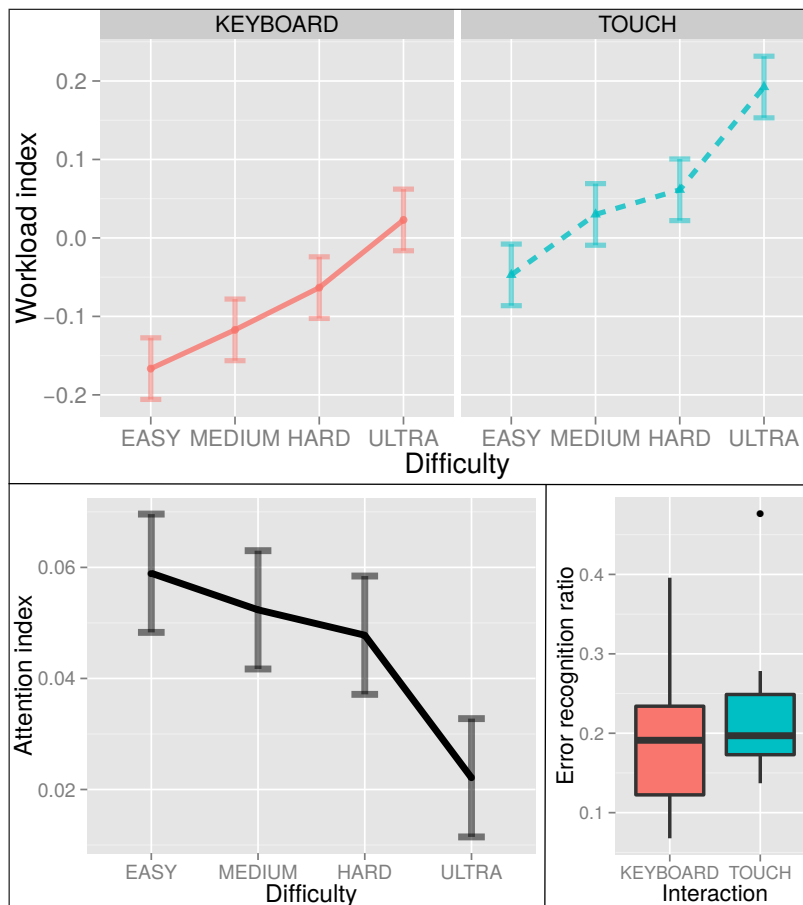 KEYBOARD TOUCH
Workload index
0.2
0.1
0.0
−0.1
−0.2
EASY MEDIUM HARD ULTRA EASY MEDIUM HARD ULTRA
Difficulty
Attention index
0.06
0.04
0.02
EASY MEDIUM HARD ULTRA
Difficulty
Error recognition ratio
0.4
0.3
0.2
0.1
KEYBOARD TOUCH
Interaction